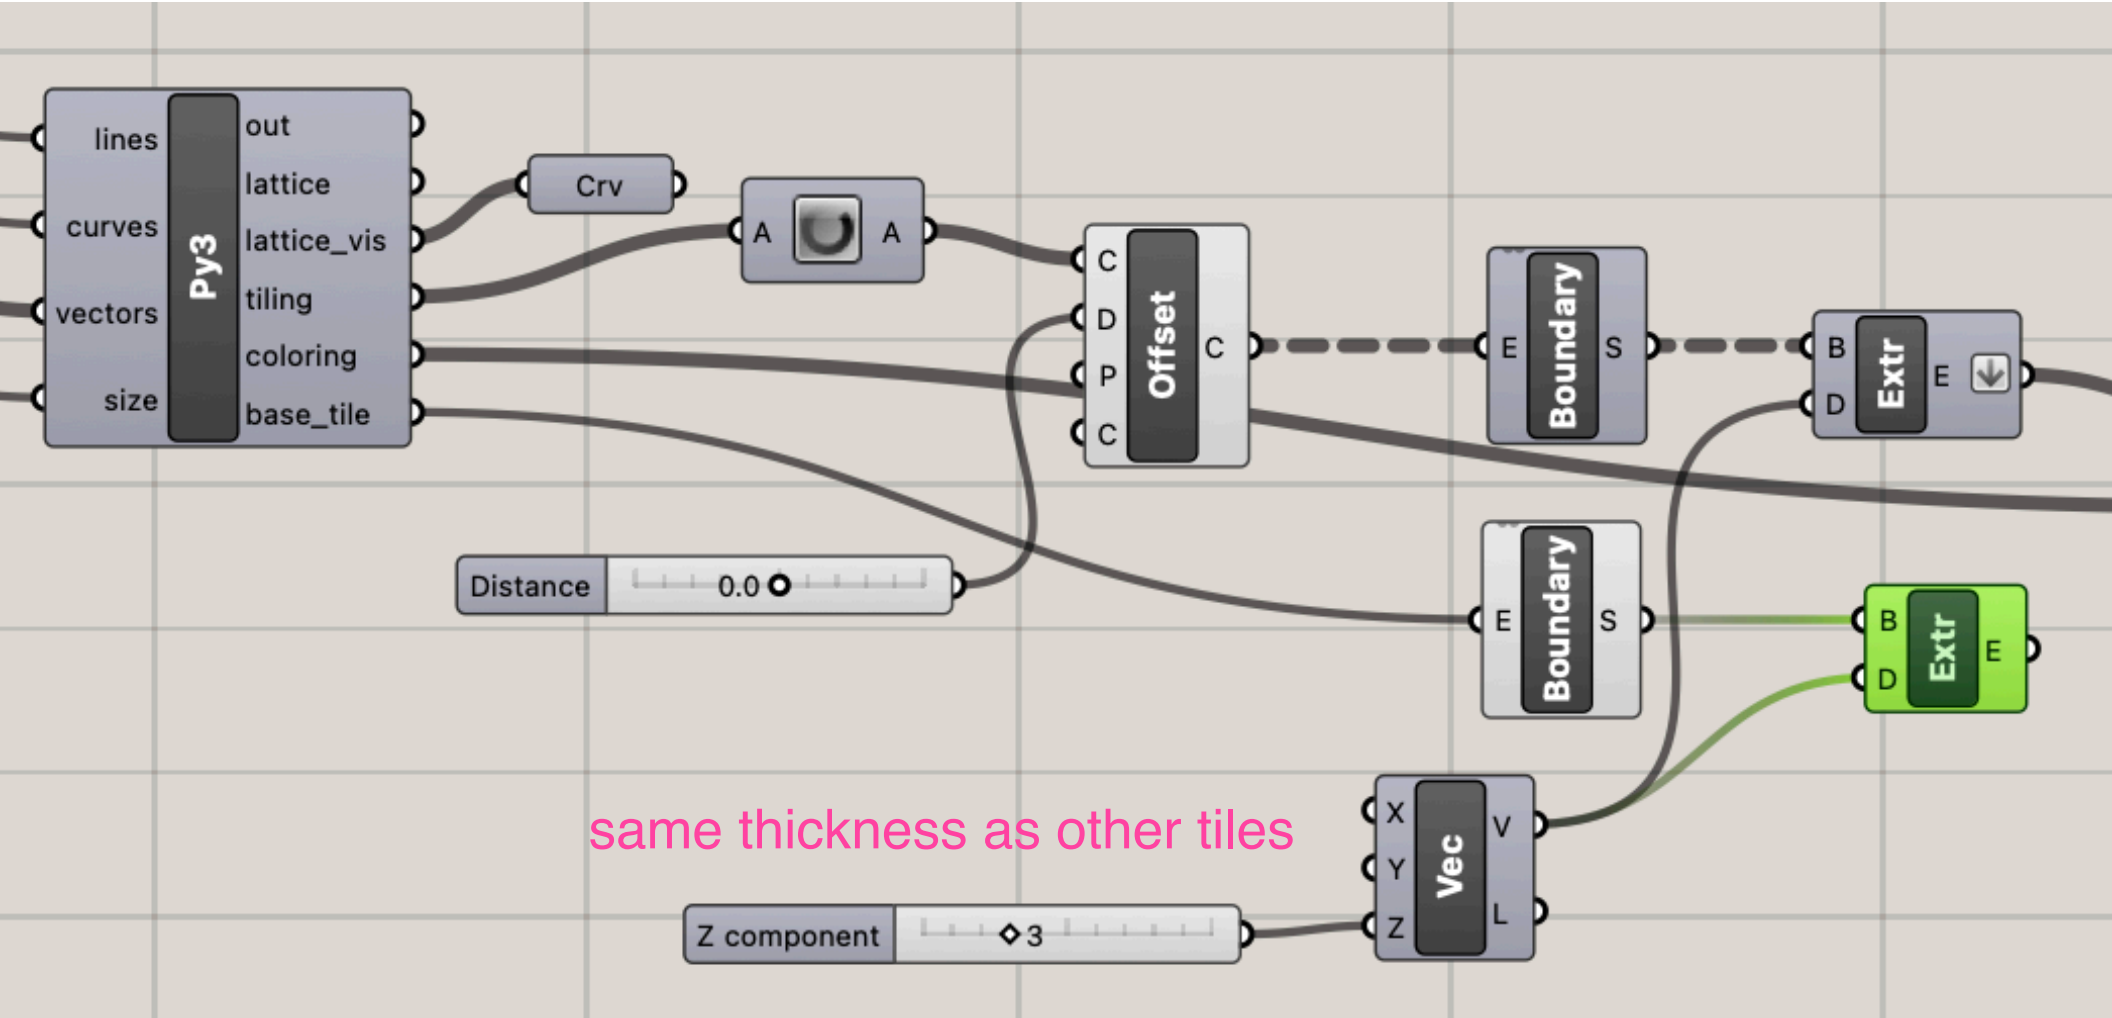 lines
curves
vectors
size
Py3
out
lattice
lattice_vis
tiling
coloring
base_tile
Crv
A
A
C
D
P
C
Offset
C
E
Boundary
S
B
D
Extr
E
Distance
0.0
E
Boundary
S
B
D
Extr
E
same thickness as other tiles
Z component
3
X
Y
Z
Vec
V
L